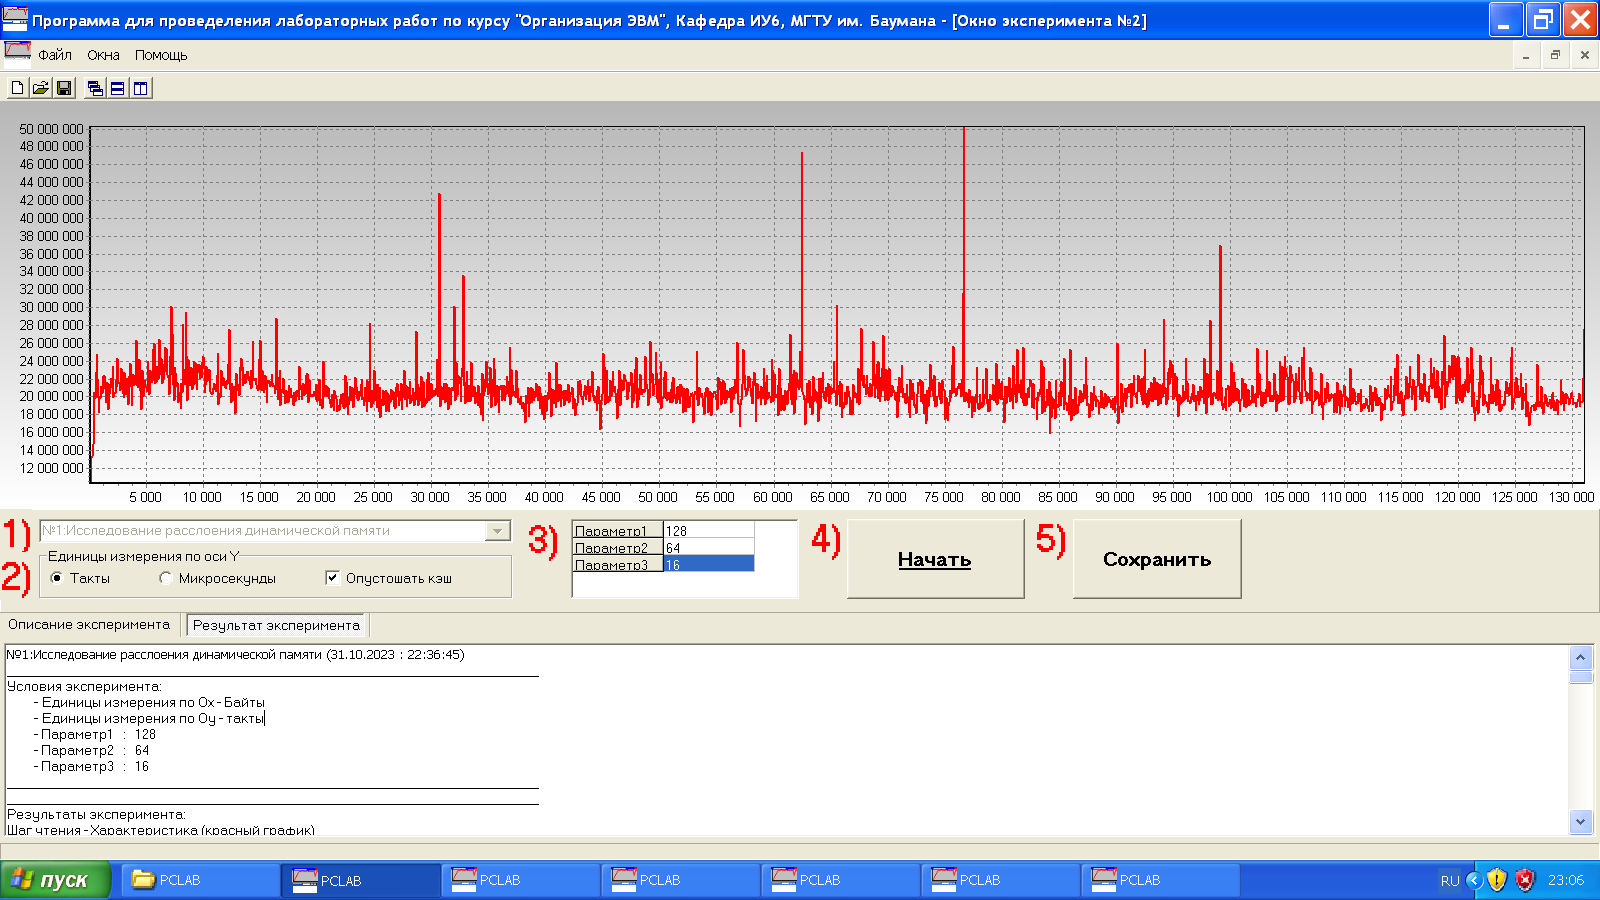 Программа для проведеления лабораторных работ по курсу "Организация ЭВМ", Кафедра ИУ6, МГТУ им. Баумана - [Окно эксперимента №2]
Файл Окна Помощь
50 000 000
48 000 000
46 000 000
44 000 000
42 000 000
40 000 000
38 000 000
36 000 000
34 000 000
32 000 000
30 000 000
28 000 000
26 000 000
24 000 000
22 000 000
20 000 000
18 000 000
16 000 000
14 000 000
12 000 000
5 000 10 000 15 000 20 000 25 000 30 000 35 000 40 000 45 000 50 000 55 000 60 000 65 000 70 000 75 000 80 000 85 000 90 000 95 000 100 000 105 000 110 000 115 000 120 000 125 000 130 000
1) №1:Исследование расслоения динамической памяти
2) Единицы измерения по оси Y
Такты Микросекунды Опустошать кэш
3) Параметр1 128
Параметр2 64
Параметр3 16
4) Начать
5) Сохранить
Описание эксперимента Результат эксперимента
№1:Исследование расслоения динамической памяти (31.10.2023 : 22:36:45)
Условия эксперимента:
- Единицы измерения по Ox - Байты
- Единицы измерения по Oy - такты
- Параметр1 : 128
- Параметр2 : 64
- Параметр3 : 16
Результаты эксперимента:
Шаг чтения - Характеристика (красный график)
пуск PCLAB PCLAB PCLAB PCLAB PCLAB PCLAB PCLAB RU 23:06